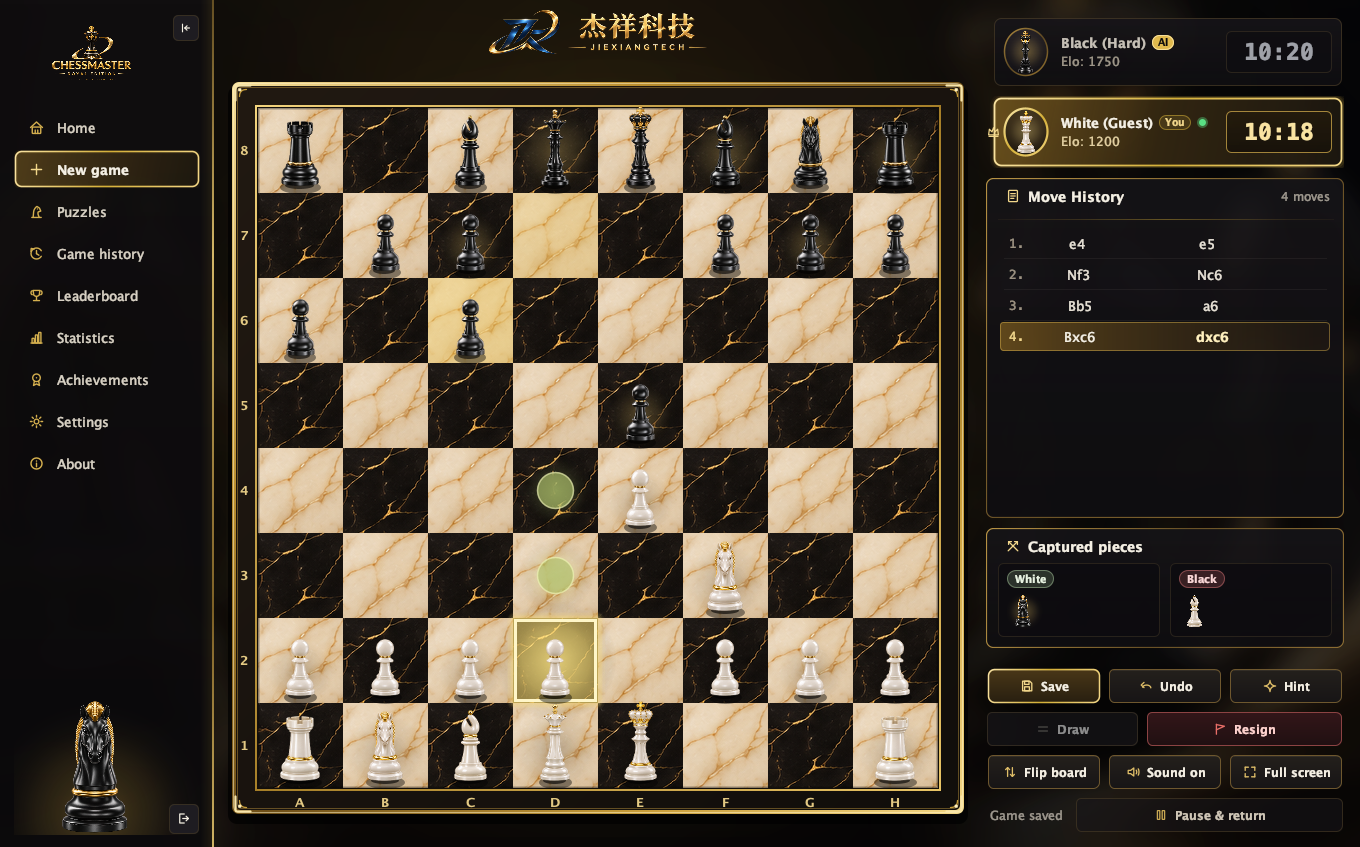 CHESSMASTER
ROYAL EDITION
Home
New game
Puzzles
Game history
Leaderboard
Statistics
Achievements
Settings
About
杰祥科技
JIEXIANGTECH
8
7
6
5
4
3
2
1
A B C D E F G H
Black (Hard) AI
Elo: 1750
10:20
White (Guest) You
Elo: 1200
10:18
Move History 4 moves
1. e4 e5
2. Nf3 Nc6
3. Bb5 a6
4. Bxc6 dxc6
Captured pieces
White Black
Save Undo Hint
Draw Resign
Flip board Sound on Full screen
Game saved Pause & return